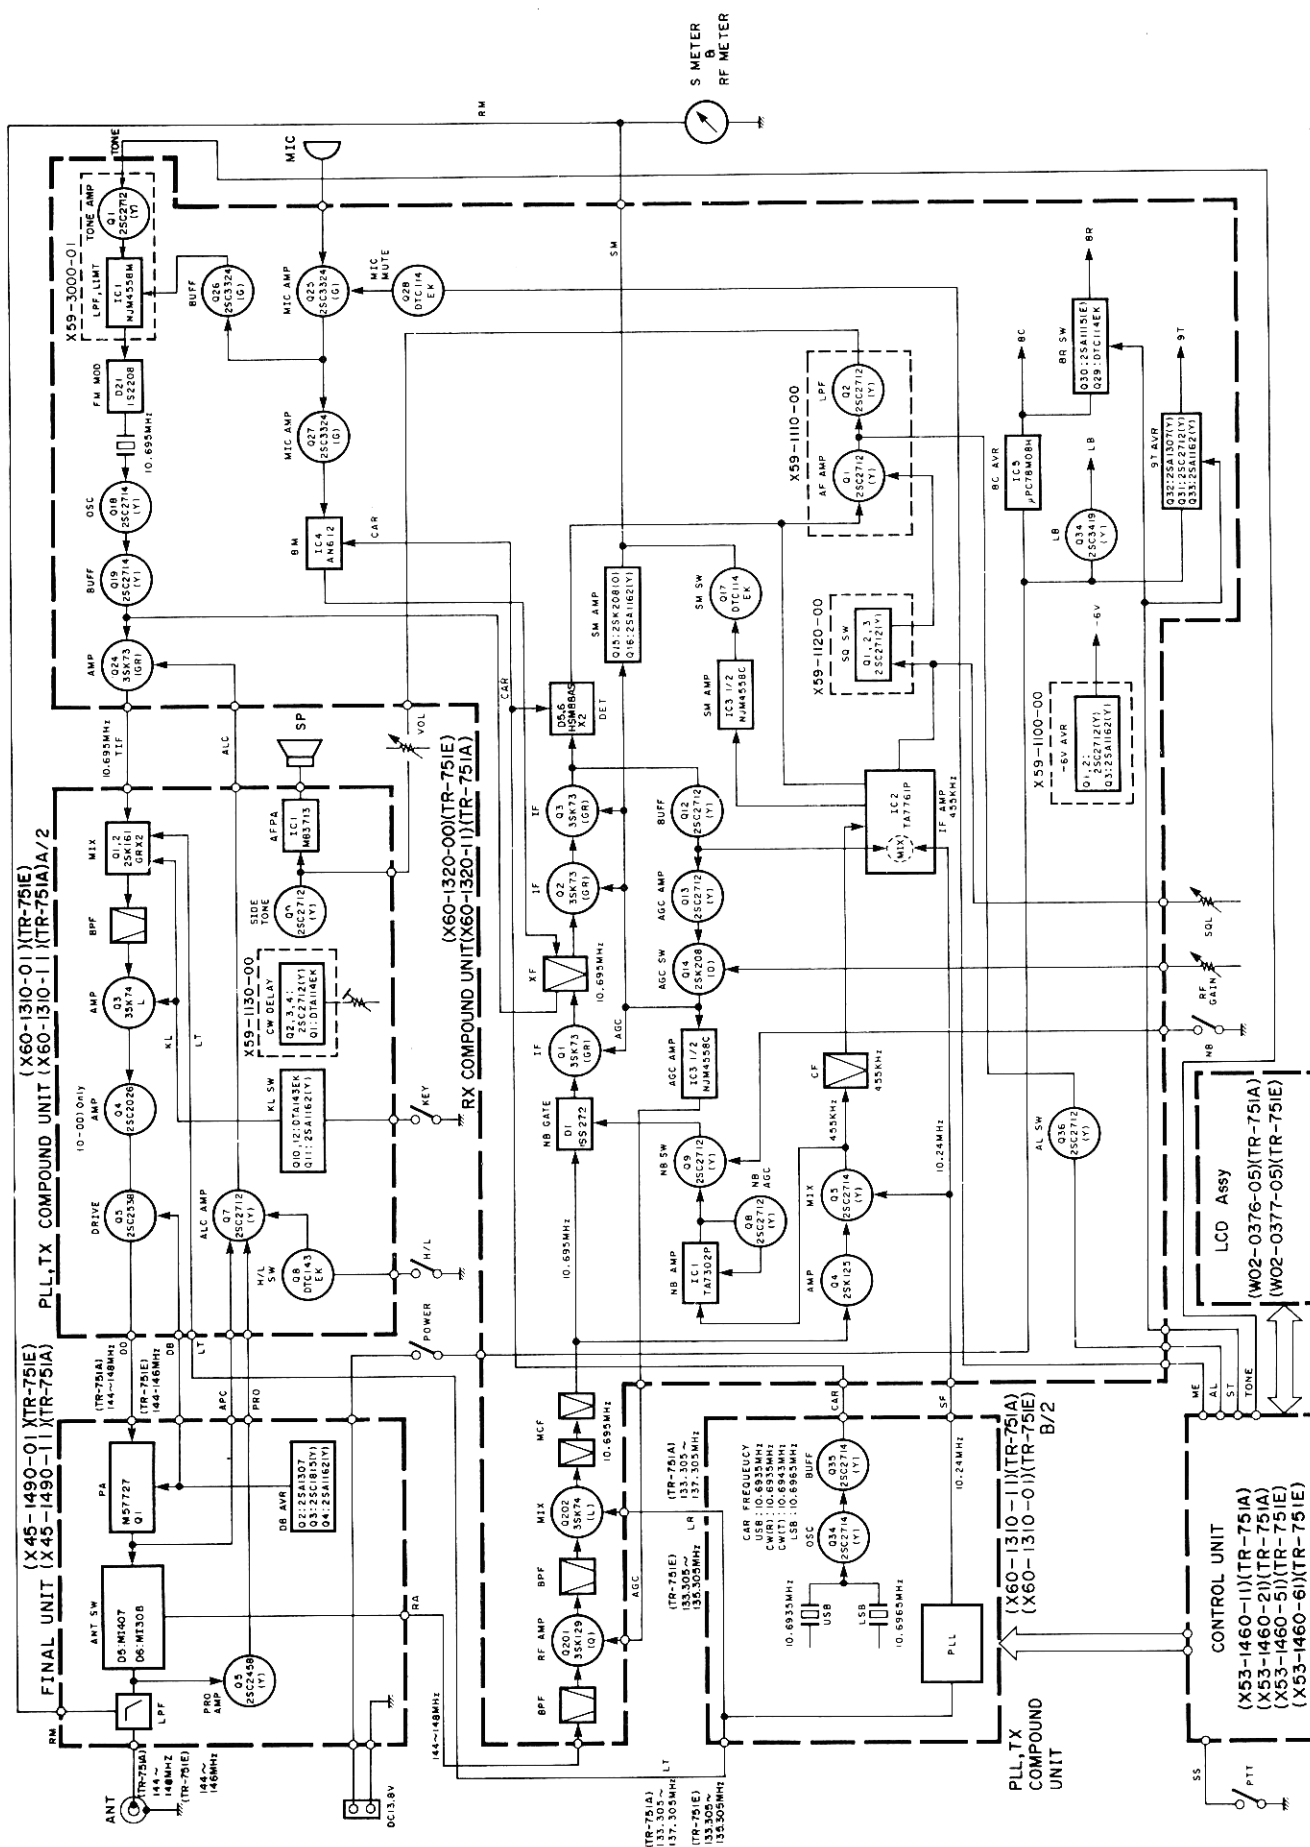 S METER
&
RF METER
RM
TONE
MIC
X59-3000-01
TONE AMP
Q1
2SC2712
(Y)
LPF, LIMT
IC1
NJM4558M
BUFF
Q26
2SC3324
(G)
MIC AMP
Q25
2SC3324
(G)
MIC
MUTE
Q28
DTC114
EK
SM
FM MOD
D21
1S2208
10.695MHz
MIC AMP
Q27
2SC3324
(G)
OSC
Q18
2SC2714
(Y)
BUFF
Q19
2SC2714
(Y)
AMP
Q24
3SK73
(GR)
BM
IC4
AN612
CAR
X59-1110-00
LPF
Q2
2SC2712
(Y)
AF AMP
Q1
2SC2712
(Y)
8C
8R
8R SW
Q30:2SA1115(E)
Q29:DTC114EK
8C AVR
IC5
μPC78M08H
LB
LB
Q34
2SC3419
(Y)
9T
9T AVR
Q32:2SA1307(Y)
Q31:2SC2712(Y)
Q33:2SA1162(Y)
SM AMP
Q15:2SK208(O)
Q16:2SA1162(Y)
SM SW
Q17
DTC114
EK
SM AMP
IC3 1/2
NJM4558C
X59-1120-00
SQ SW
Q1,2,3
2SC2712(Y)
-6V
X59-1100-00
-6V AVR
Q1,2:
2SC2712(Y)
Q3:2SA1162(Y)
10.695MHz
TIF
ALC
SP
VOL
CAR
D5,6
HSM88AS
X2
DET
IF
Q3
3SK73
(GR)
IF
Q2
3SK73
(GR)
BUFF
Q12
2SC2712
(Y)
AGC AMP
Q13
2SC2712
(Y)
AGC SW
Q14
2SK208
(O)
(MIX)
IC2
TA7761P
IF AMP
455KHz
SQL
RF
GAIN
NB
(X60-1310-01)(TR-751E)
PLL,TX COMPOUND UNIT (X60-1310-11)(TR-751A)A/2
MIX
Q1,2
2SK161
GRX2
BPF
AMP
Q3
3SK74
L
KL
LT
10-00) Only
AMP
Q4
2SC2026
DRIVE
Q5
2SC2538
AFPA
IC1
MB3713
SIDE
TONE
2SC2712
(Y)
X59-1130-00
CW DELAY
Q2,3,4:
2SC2712(Y)
Q1:DTA114EK
KL SW
Q10,12:DTA143EK
Q11:2SA1162(Y)
KEY
ALC AMP
Q7
2SC2712
(Y)
H/L
SW
Q8
DTC143
EK
H/L
POWER
(X60-1320-00)(TR-751E)
RX COMPOUND UNIT(X60-1320-11)(TR-751A)
XF
10.695MHz
IF
Q1
3SK73
(GR)
AGC
AGC AMP
IC3 1/2
NJM4558C
NB GATE
D1
1SS272
NB SW
Q9
2SC2712
(Y)
NB
AGC
Q8
2SC2712
(Y)
NB AMP
IC1
TA7302P
10.695MHz
CF
455KHz
455KHz
MIX
Q5
2SC2714
(Y)
AMP
Q4
2SK125
10.24MHz
AL SW
Q36
2SC2712
(Y)
LCD Assy
(W02-0376-05)(TR-751A)
(W02-0377-05)(TR-751E)
(X45-1490-01)(TR-751E)
FINAL UNIT (X45-1490-11)(TR-751A)
DO
(TR-751A)
144~148MHz
(TR-751E)
144-146MHz
DB
LT
APC
PRO
PA
M57727
Q1
DB AVR
Q2:2SA1307
Q3:2SC1815(Y)
Q4:2SA1162(Y)
ANT SW
D5:MI407
D6:MI308
LPF
PRO
AMP
Q5
2SC2458
(Y)
RM
RA
ANT
(TR-751A)
144~
148MHZ
(TR-751E)
144~
146MHz
DC13.8V
144~148MHz
LT
MCF
10.695MHz
MIX
Q202
3SK74
(L)
BPF
RF AMP
Q201
3SK129
(Q)
BPF
AGC
(TR-751A)
133.305~
137.305MHz
LR
(TR-751E)
133.305~
135.305MHz
CAR
SF
10.24MHz
CAR FREQUEUCY
USB :10.6935MHz
CW(R):10.6935MHz
CW(T):10.6943MHz
LSB :10.6965MHz
BUFF
Q35
2SC2714
OSC
Q34
2SC2714
(Y)
10.6935MHz
USB
LSB
10.6965MHz
PLL
(X60-1310-11)(TR-751A)
(X60-1310-01)(TR-751E)
B/2
PLL,TX
COMPOUND
UNIT
(TR-751A)
133.305~
137.305MHz
(TR-751E)
133.305~
135.305MHz
ME
AL
ST
TONE
CONTROL UNIT
(X53-1460-11)(TR-751A)
(X53-1460-21)(TR-751A)
(X53-1460-51)(TR-751E)
(X53-1460-61)(TR-751E)
SS
PTT